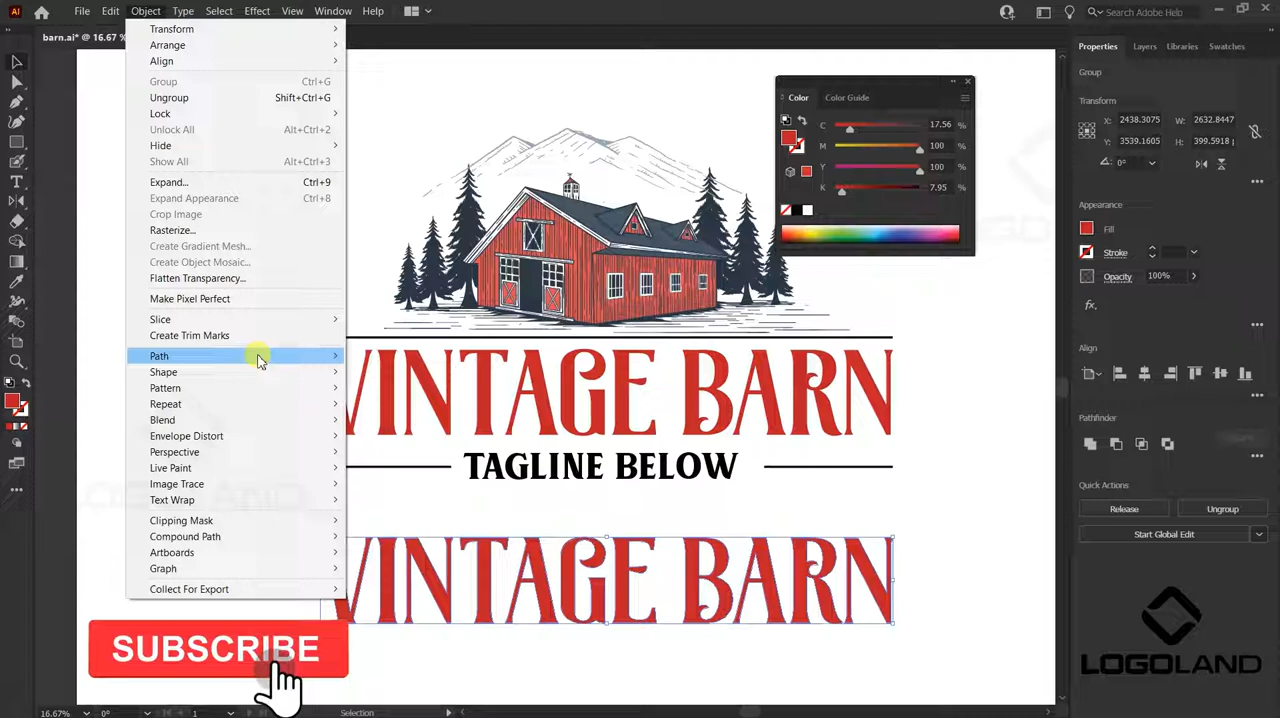 Ai File Edit Object Type Select Effect View Window Help Search Adobe Help
barn.ai* @ 16.67 %
Transform
Arrange
Align
Group Ctrl+G
Ungroup Shift+Ctrl+G
Lock
Unlock All Alt+Ctrl+2
Hide
Show All Alt+Ctrl+3
Expand... Ctrl+9
Expand Appearance Ctrl+8
Crop Image
Rasterize...
Create Gradient Mesh...
Create Object Mosaic...
Flatten Transparency...
Make Pixel Perfect
Slice
Create Trim Marks
Path
Shape
Pattern
Repeat
Blend
Envelope Distort
Perspective
Live Paint
Image Trace
Text Wrap
Clipping Mask
Compound Path
Artboards
Graph
Collect For Export
Color Color Guide
C 17.56 %
M 100 %
Y 100 %
K 7.95 %
VINTAGE BARN
TAGLINE BELOW
VINTAGE BARN
Properties Layers Libraries Swatches
Group
Transform
X: 2438.3075 W: 2632.8447
Y: 3539.1605 H: 399.5918 p
0°
Appearance
Fill
Stroke
Opacity 100%
fx.
Align
Pathfinder
Quick Actions
Release Ungroup
Start Global Edit
LOGOLAND
SUBSCRIBE
16.67% 0° 1 Selection